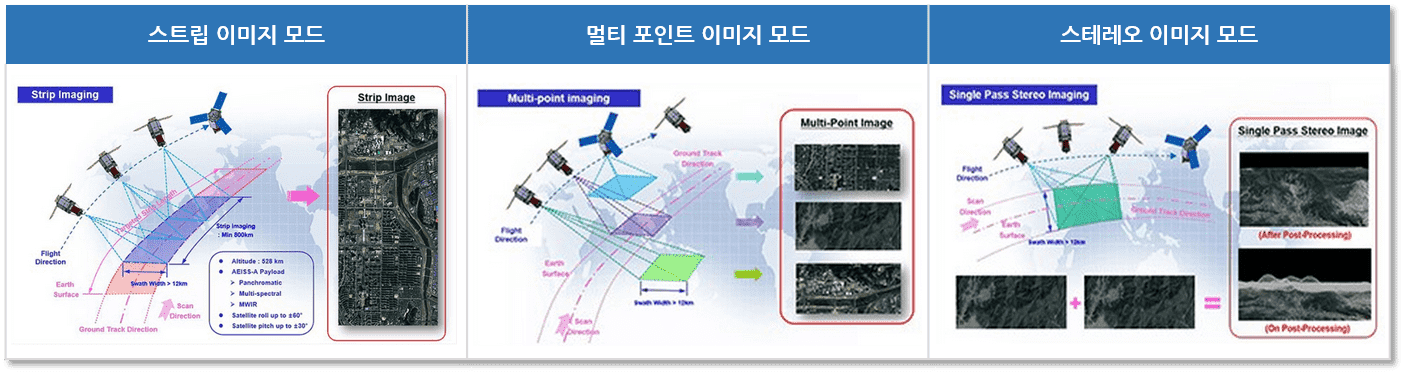 스트립 이미지 모드
멀티 포인트 이미지 모드
스테레오 이미지 모드
Strip Imaging
Strip Image
Flight
Direction
Earth
Surface
Swath Width > 12km
Ground Track Direction
Scan
Direction
Strip Imaging
: Min 800km
Altitude : 528 km
AEISS-A Payload
Panchromatic
Multi-spectral
MWIR
Satellite roll up to ±60°
Satellite pitch up to ±30°
Multi-point imaging
Multi-Point Image
Ground Track
Direction
Flight
Direction
Earth
Surface
Swath Width > 12km
Scan
Direction
Single Pass Stereo Imaging
Single Pass Stereo Image
Flight
Direction
Scan
Direction
Earth
Surface
Ground Track Direction
Swath Width > 12km
(After Post-Processing)
(On Post-Processing)